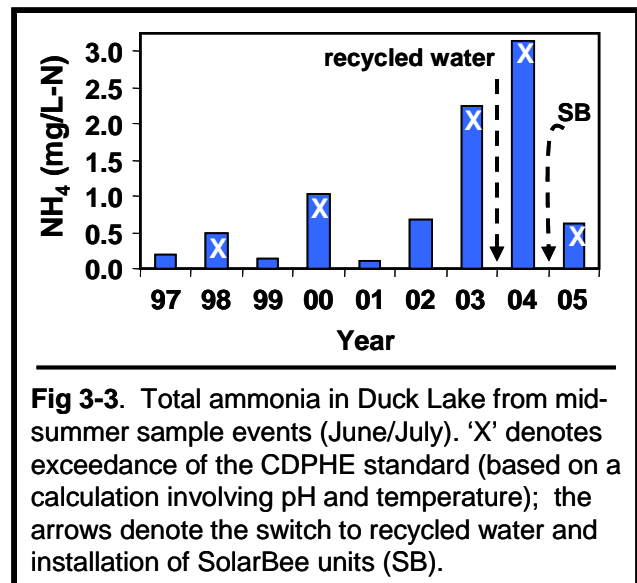 3.0
2.5
2.0
1.5
1.0
0.5
0.0
NH4 (mg/L-N)
recycled water
SB
X
X
X
X
X
97 98 99 00 01 02 03 04 05
Year
Fig 3-3. Total ammonia in Duck Lake from mid-
summer sample events (June/July). 'X' denotes
exceedance of the CDPHE standard (based on a
calculation involving pH and temperature); the
arrows denote the switch to recycled water and
installation of SolarBee units (SB).